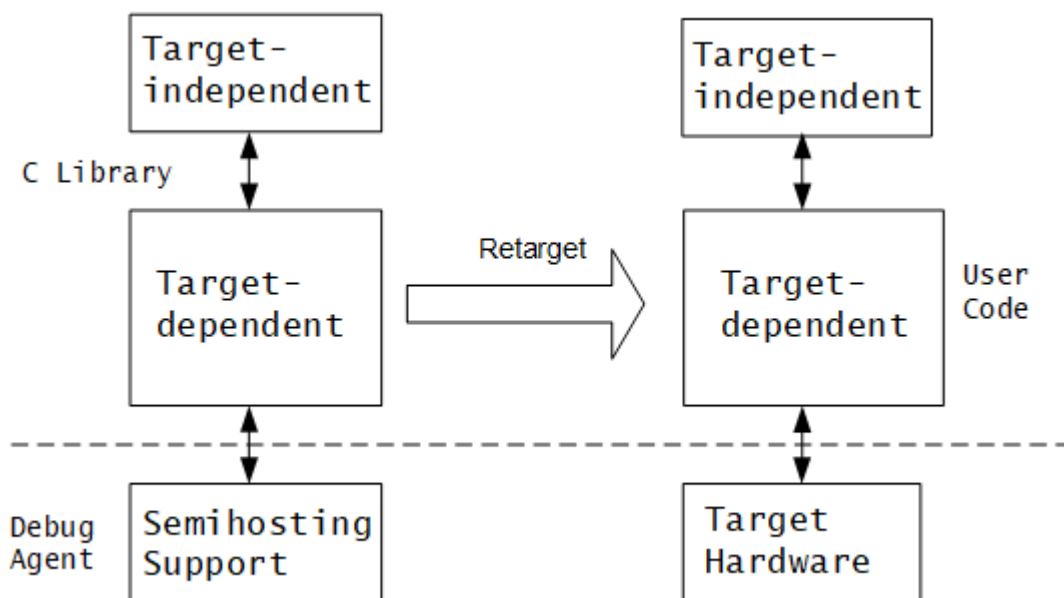 Target-
independent
Target-
independent
C Library
Retarget
Target-
dependent
Target-
dependent
User
Code
Debug
Agent
Semihosting
Support
Target
Hardware